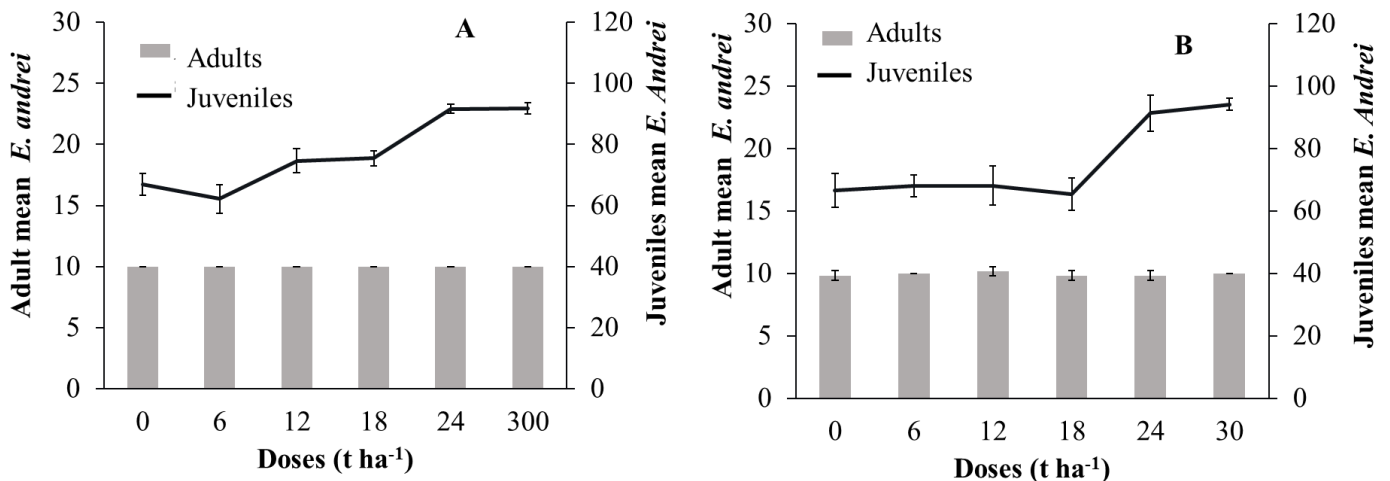 A
Adults
Juveniles
Adult mean E. andrei
30
25
20
15
10
5
0
120
100
80
60
40
20
0
Juveniles mean E. Andrei
0 6 12 18 24 300
Doses (t ha-1)
B
Adults
Juveniles
Adult mean E. andrei
30
25
20
15
10
5
0
120
100
80
60
40
20
0
Juveniles mean E. Andrei
0 6 12 18 24 30
Doses (t ha-1)